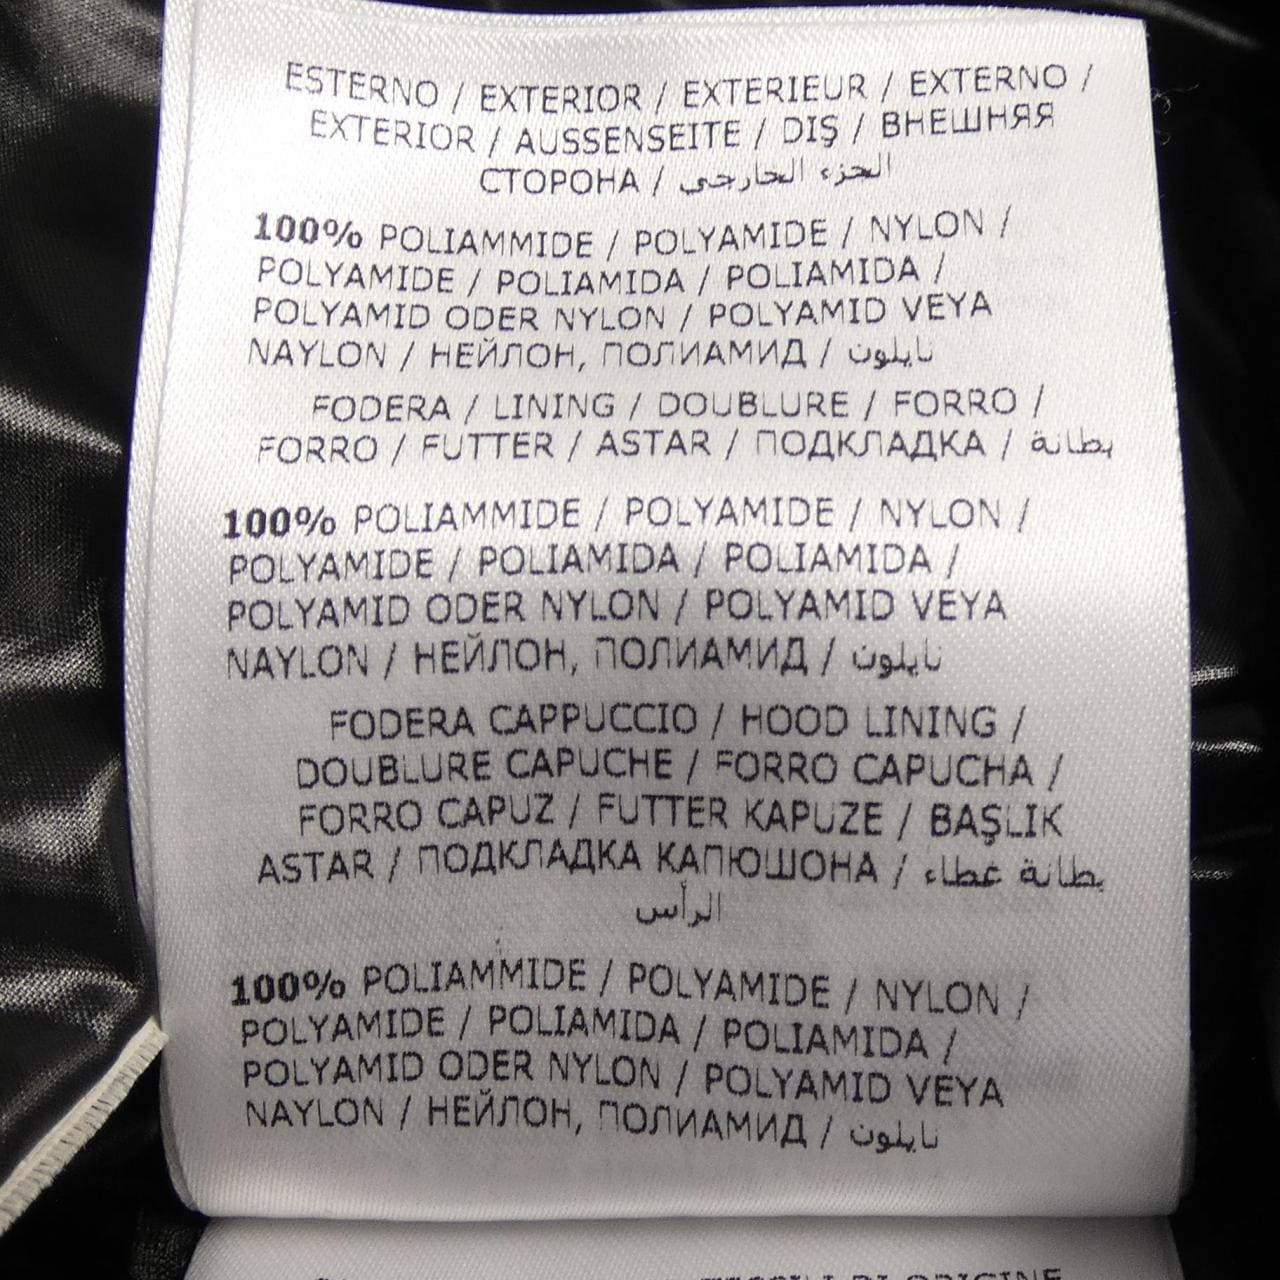 ESTERNO / EXTERIOR / EXTERIEUR / EXTERNO /
EXTERIOR / AUSSENSEITE / DIŞ / ВНЕШНЯЯ
СТОРОНА / الجزء الخارجي
100% POLIAMMIDE / POLYAMIDE / NYLON /
POLYAMIDE / POLIAMIDA / POLIAMIDA /
POLYAMID ODER NYLON / POLYAMID VEYA
NAYLON / НЕЙЛОН, ПОЛИАМИД / نايلون
FODERA / LINING / DOUBLURE / FORRO /
FORRO / FUTTER / ASTAR / ПОДКЛАДКА / بطانة
100% POLIAMMIDE / POLYAMIDE / NYLON /
POLYAMIDE / POLIAMIDA / POLIAMIDA /
POLYAMID ODER NYLON / POLYAMID VEYA
NAYLON / НЕЙЛОН, ПОЛИАМИД / نايلون
FODERA CAPPUCCIO / HOOD LINING /
DOUBLURE CAPUCHE / FORRO CAPUCHA /
FORRO CAPUZ / FUTTER KAPUZE / BAŞLIK
ASTAR / ПОДКЛАДКА КАПЮШОНА / بطانة غطاء
الرأس
100% POLIAMMIDE / POLYAMIDE / NYLON /
POLYAMIDE / POLIAMIDA / POLIAMIDA /
POLYAMID ODER NYLON / POLYAMID VEYA
NAYLON / НЕЙЛОН, ПОЛИАМИД / نايلون
DI ORIGINE